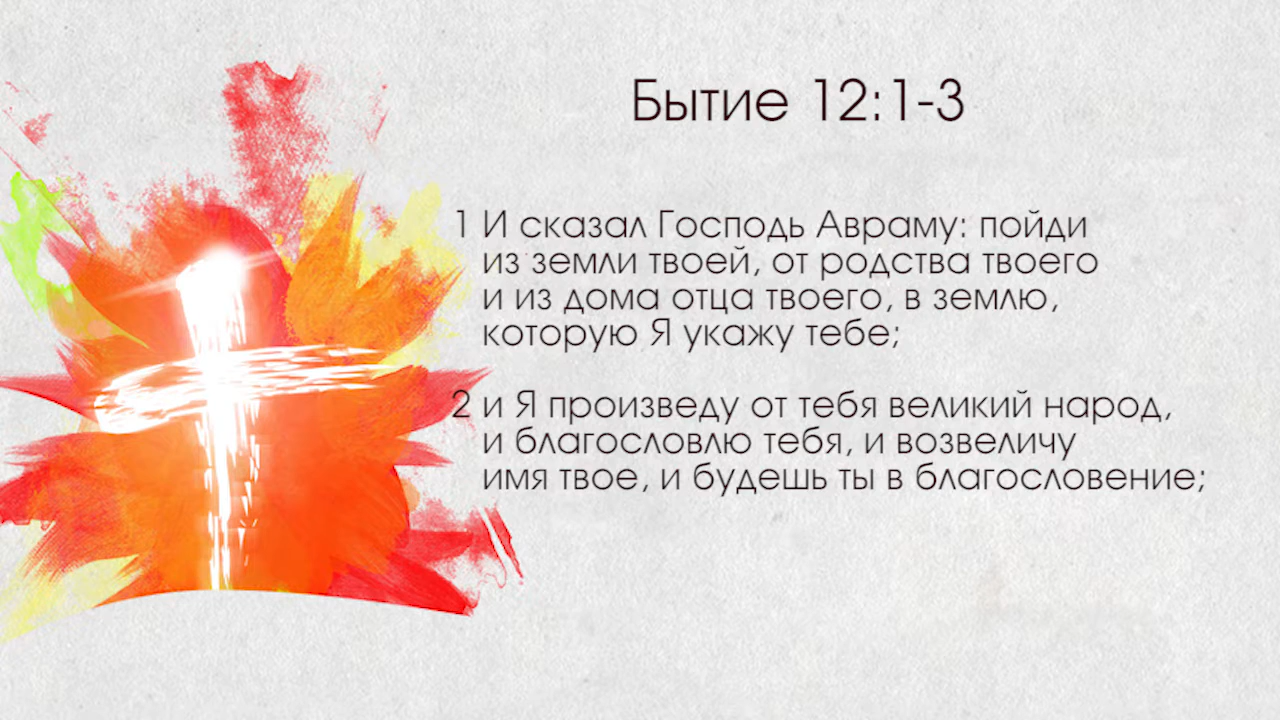 Бытие 12:1-3
1 И сказал Господь Авраму: пойди
из земли твоей, от родства твоего
и из дома отца твоего, в землю,
которую Я укажу тебе;
2 и Я произведу от тебя великий народ,
и благословлю тебя, и возвеличу
имя твое, и будешь ты в благословение;